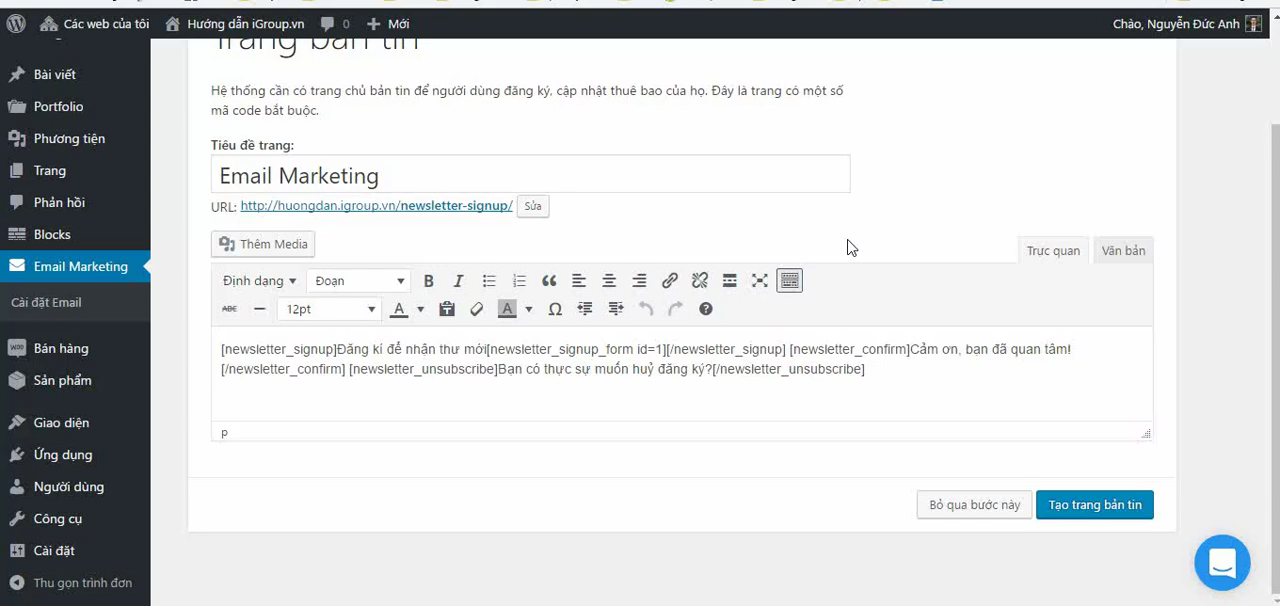 Các web của tôi
Hướng dẫn iGroup.vn
0
Mới
Chào, Nguyễn Đức Anh
Bài viết
Portfolio
Phương tiện
Trang
Phản hồi
Blocks
Email Marketing
Cài đặt Email
Bán hàng
Sản phẩm
Giao diện
Ứng dụng
Người dùng
Công cụ
Cài đặt
Thu gọn trình đơn
Trang bản tin
Hệ thống cần có trang chủ bản tin để người dùng đăng ký, cập nhật thuê bao của họ. Đây là trang có một số
mã code bắt buộc.
Tiêu đề trang:
Email Marketing
URL: http://huongdan.igroup.vn/newsletter-signup/ Sửa
Thêm Media
Trực quan Văn bản
Định dạng Đoạn B I
ABC 12pt A A Ω
[newsletter_signup]Đăng kí để nhận thư mới[newsletter_signup_form id=1][/newsletter_signup] [newsletter_confirm]Cảm ơn, bạn đã quan tâm!
[/newsletter_confirm] [newsletter_unsubscribe]Bạn có thực sự muốn huỷ đăng ký?[/newsletter_unsubscribe]
p
Bỏ qua bước này Tạo trang bản tin